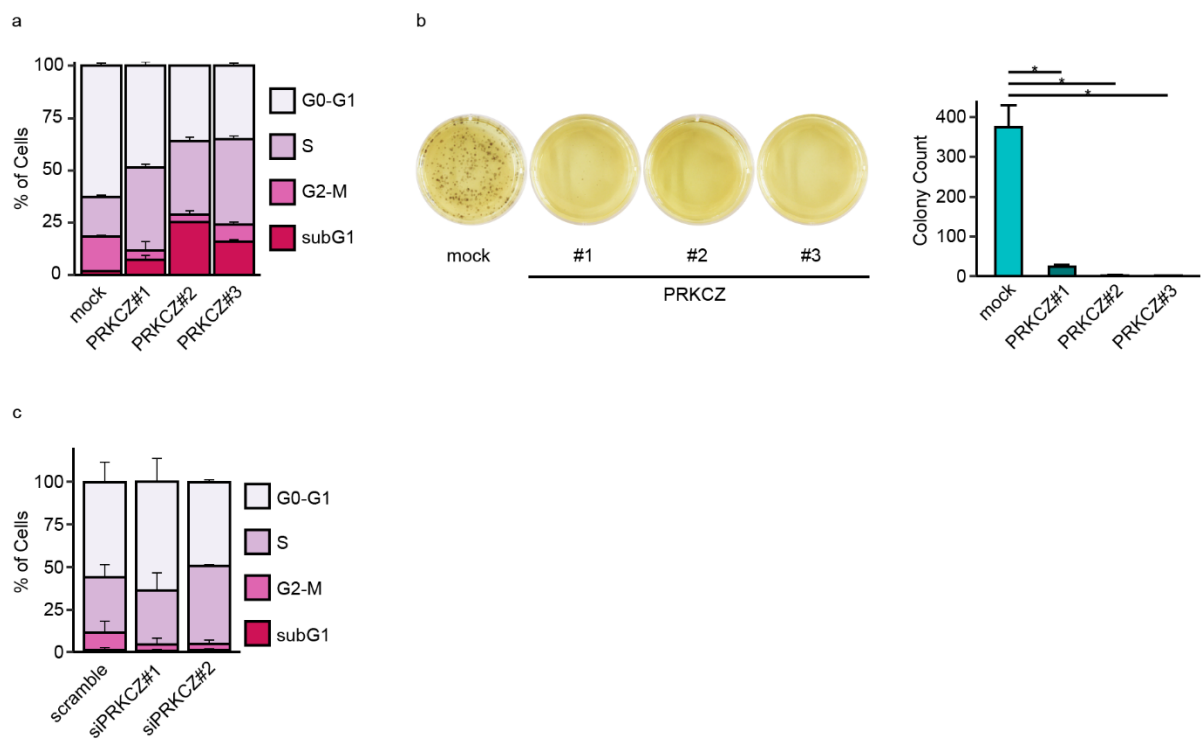 a
% of Cells
100
75
50
25
0
mock
PRKCZ#1
PRKCZ#2
PRKCZ#3
G0-G1
S
G2-M
subG1
b
mock
#1
#2
#3
PRKCZ
Colony Count
400
300
200
100
0
*
*
*
mock
PRKCZ#1
PRKCZ#2
PRKCZ#3
c
% of Cells
100
75
50
25
0
scramble
siPRKCZ#1
siPRKCZ#2
G0-G1
S
G2-M
subG1